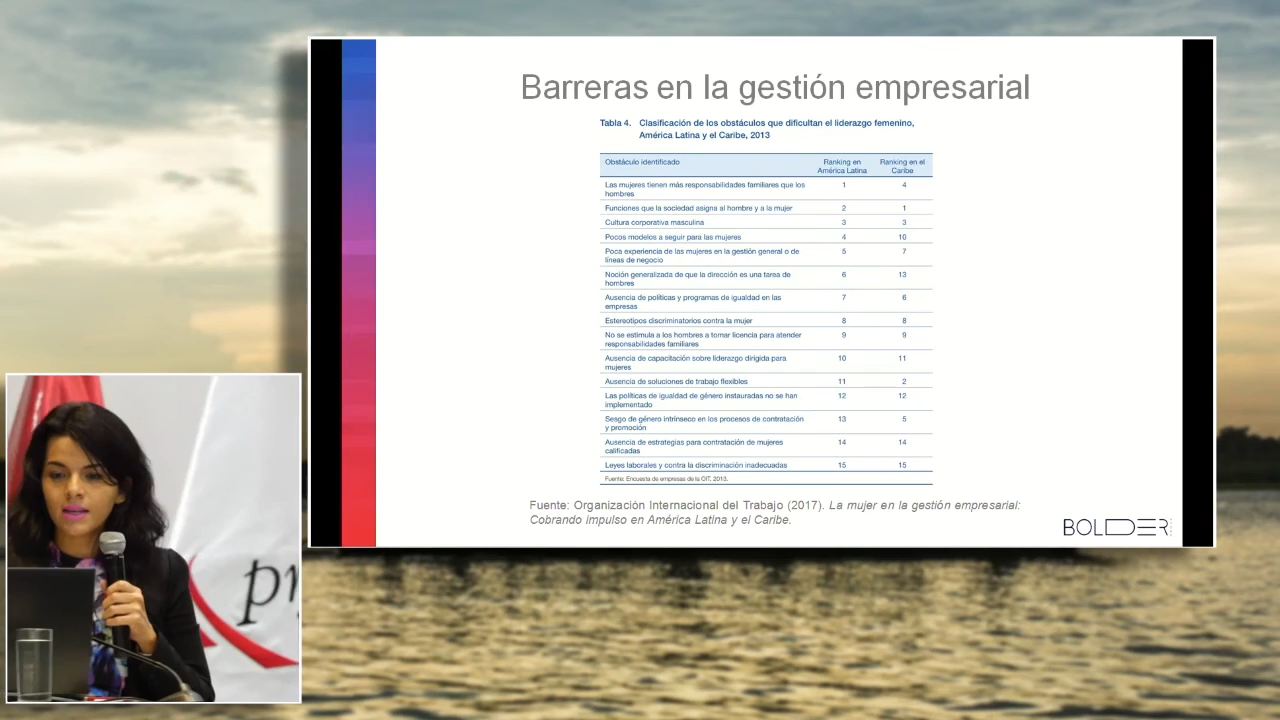 Barreras en la gestión empresarial
Tabla 4. Clasificación de los obstáculos que dificultan el liderazgo femenino,
América Latina y el Caribe, 2013
Obstáculo identificado Ranking en América Latina Ranking en el Caribe
Las mujeres tienen más responsabilidades familiares que los
hombres 1 4
Funciones que la sociedad asigna al hombre y a la mujer 2 1
Cultura corporativa masculina 3 3
Pocos modelos a seguir para las mujeres 4 10
Poca experiencia de las mujeres en la gestión general o de
líneas de negocio 5 7
Noción generalizada de que la dirección es una tarea de
hombres 6 13
Ausencia de políticas y programas de igualdad en las
empresas 7 6
Estereotipos discriminatorios contra la mujer 8 8
No se estimula a los hombres a tomar licencia para atender
responsabilidades familiares 9 9
Ausencia de capacitación sobre liderazgo dirigida para
mujeres 10 11
Ausencia de soluciones de trabajo flexibles 11 2
Las políticas de igualdad de género instauradas no se han
implementado 12 12
Sesgo de género intrínseco en los procesos de contratación
y promoción 13 5
Ausencia de estrategias para contratación de mujeres
calificadas 14 14
Leyes laborales y contra la discriminación inadecuadas 15 15
Fuente: Encuesta de empresas de la OIT, 2013.
Fuente: Organización Internacional del Trabajo (2017). La mujer en la gestión empresarial:
Cobrando impulso en América Latina y el Caribe.
BOLDER